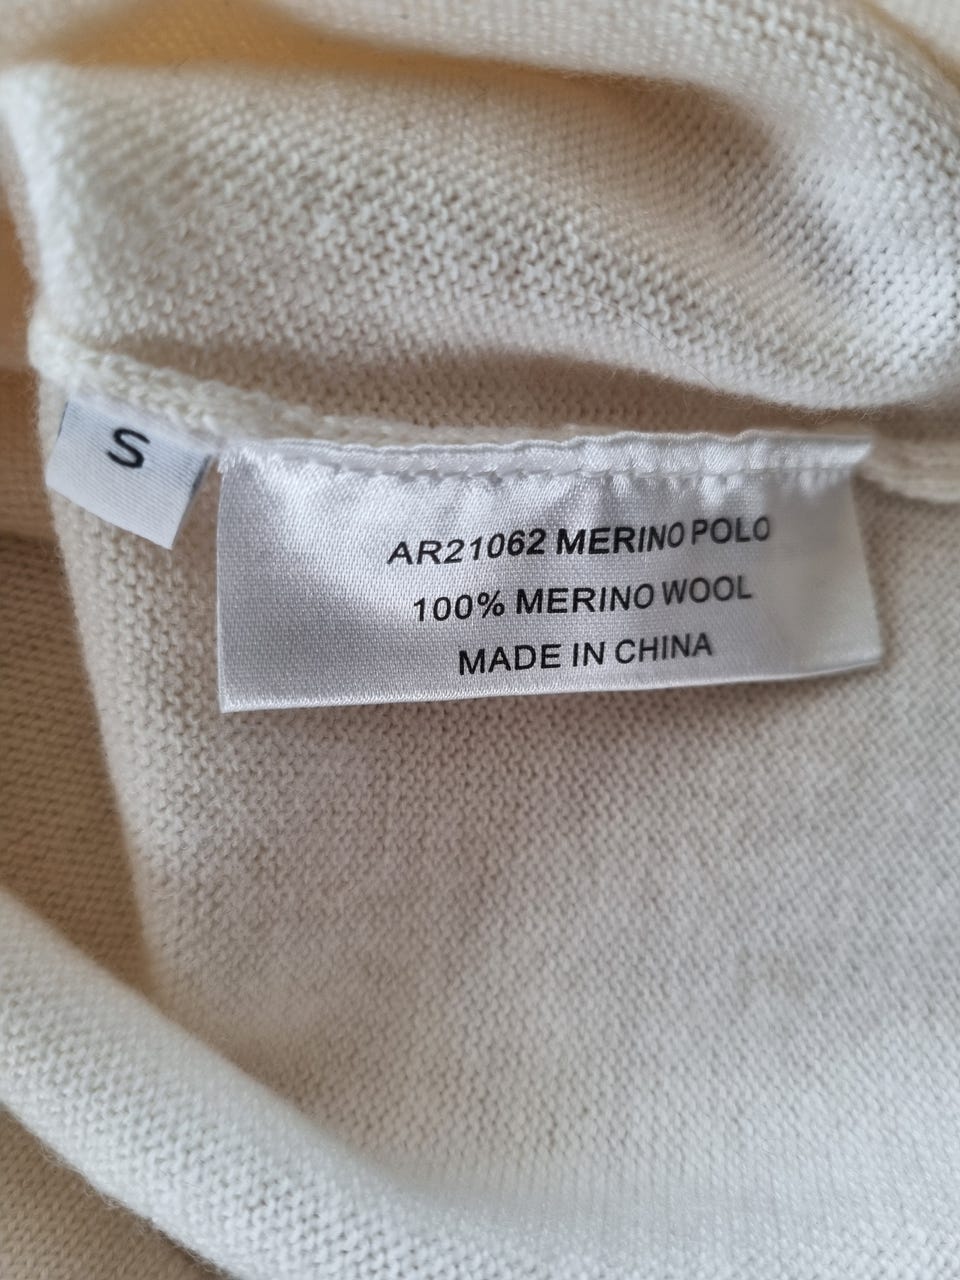 S
AR21062 MERINO POLO
100% MERINO WOOL
MADE IN CHINA